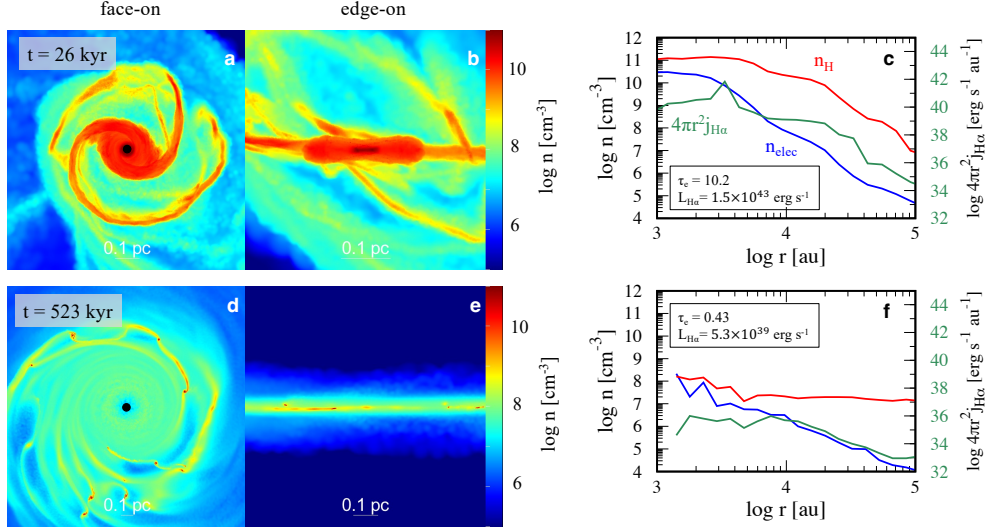 face-on
edge-on
t = 26 kyr
a
b
0.1 pc
0.1 pc
10
8
6
log n [cm⁻³]
c
12
11
10
9
8
7
6
5
4
log n [cm⁻³]
n_H
4πr²j_Hα
n_elec
τ_e = 10.2
L_Hα= 1.5×10⁴³ erg s⁻¹
44
42
40
38
36
34
32
log 4πr²j_Hα [erg s⁻¹ au⁻¹]
3
4
5
log r [au]
t = 523 kyr
d
e
0.1 pc
0.1 pc
10
8
6
log n [cm⁻³]
f
12
11
10
9
8
7
6
5
4
log n [cm⁻³]
τ_e = 0.43
L_Hα= 5.3×10³⁹ erg s⁻¹
44
42
40
38
36
34
32
log 4πr²j_Hα [erg s⁻¹ au⁻¹]
3
4
5
log r [au]